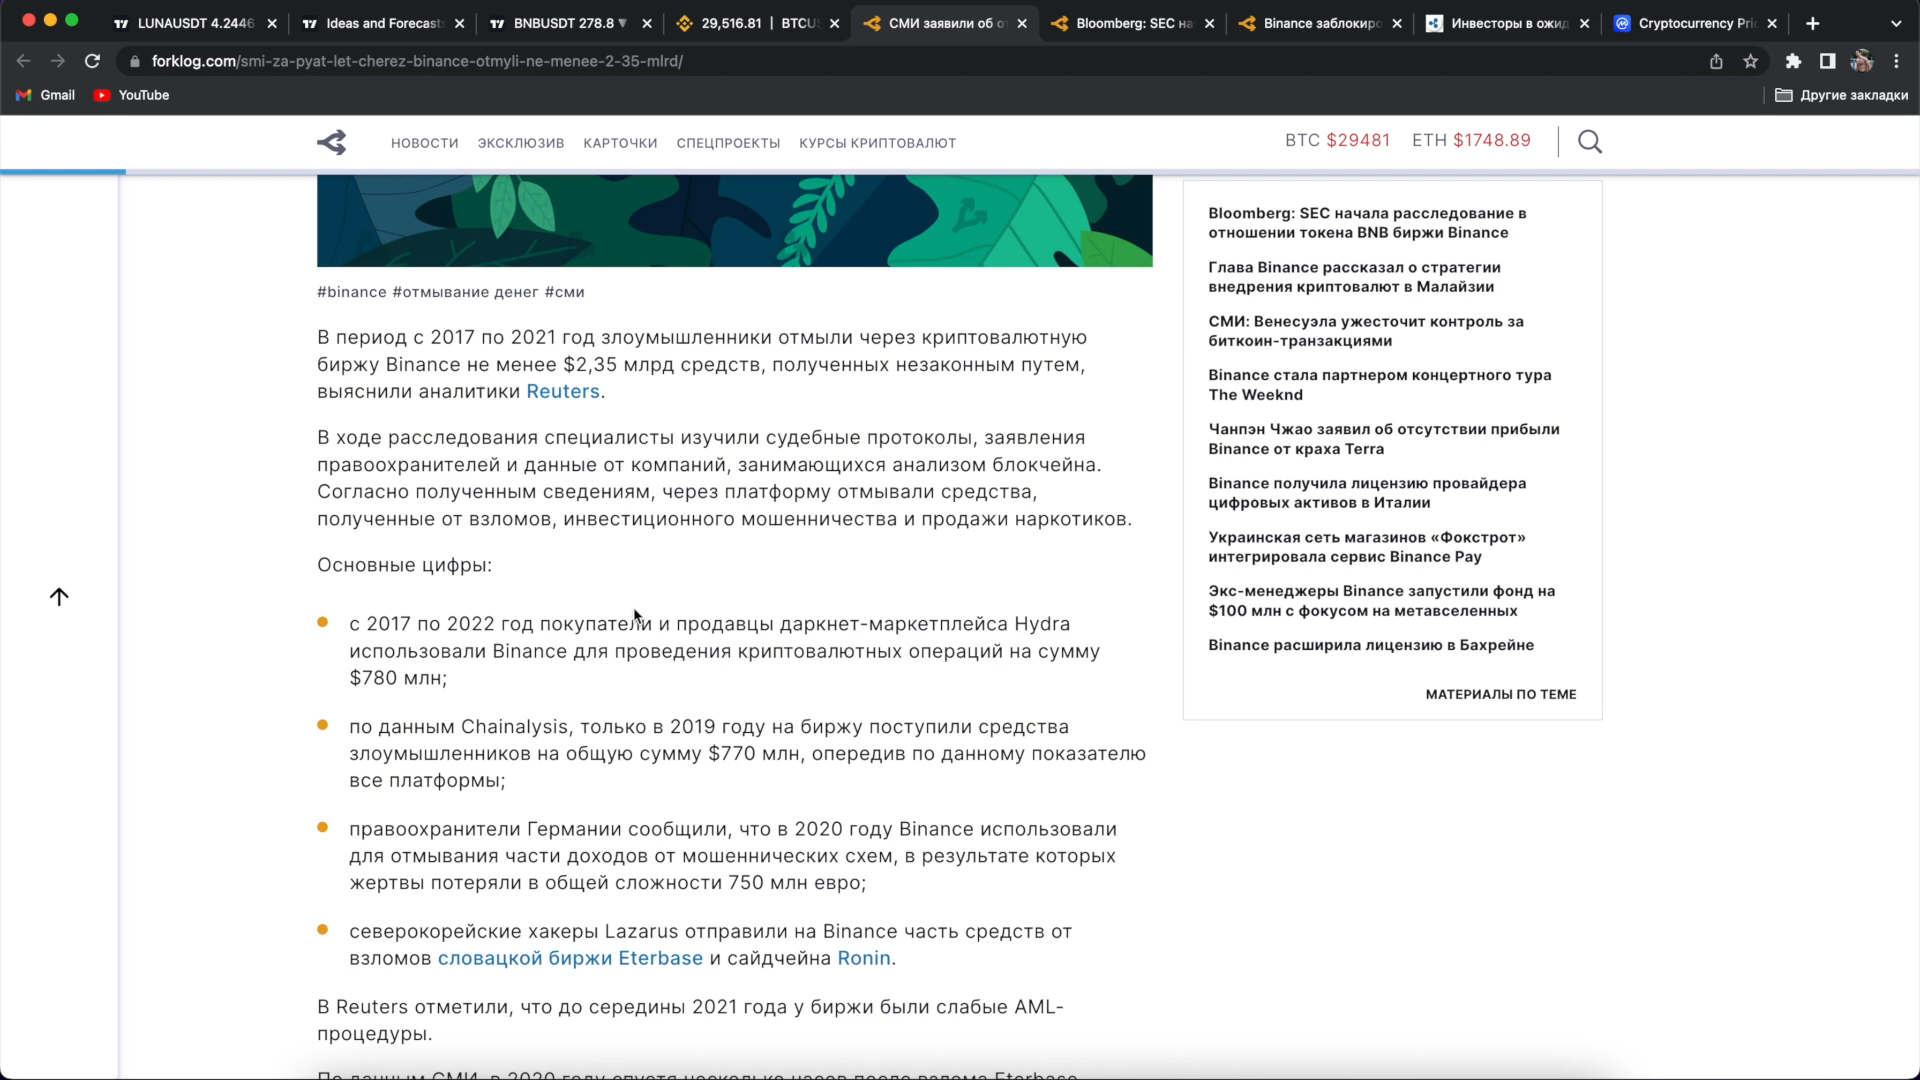 LUNAUSDT 4.2446
Ideas and Forecast
BNBUSDT 278.8 ▼
29,516.81 | BTCU
СМИ заявили об о
Bloomberg: SEC на
Binance заблокиро
Инвесторы в ожид
Cryptocurrency Pri
forklog.com/smi-za-pyat-let-cherez-binance-otmyli-ne-menee-2-35-mlrd/
Gmail
YouTube
Другие закладки
НОВОСТИ ЭКСКЛЮЗИВ КАРТОЧКИ СПЕЦПРОЕКТЫ КУРСЫ КРИПТОВАЛЮТ
BTC $29481 ETH $1748.89
#binance #отмывание денег #сми
В период с 2017 по 2021 год злоумышленники отмыли через криптовалютную
биржу Binance не менее $2,35 млрд средств, полученных незаконным путем,
выяснили аналитики Reuters.
В ходе расследования специалисты изучили судебные протоколы, заявления
правоохранителей и данные от компаний, занимающихся анализом блокчейна.
Согласно полученным сведениям, через платформу отмывали средства,
полученные от взломов, инвестиционного мошенничества и продажи наркотиков.
Основные цифры:
с 2017 по 2022 год покупатели и продавцы даркнет-маркетплейса Hydra
использовали Binance для проведения криптовалютных операций на сумму
$780 млн;
по данным Chainalysis, только в 2019 году на биржу поступили средства
злоумышленников на общую сумму $770 млн, опередив по данному показателю
все платформы;
правоохранители Германии сообщили, что в 2020 году Binance использовали
для отмывания части доходов от мошеннических схем, в результате которых
жертвы потеряли в общей сложности 750 млн евро;
северокорейские хакеры Lazarus отправили на Binance часть средств от
взломов словацкой биржи Eterbase и сайдчейна Ronin.
В Reuters отметили, что до середины 2021 года у биржи были слабые AML-
процедуры.
По данным СМИ, в 2020 году спустя несколько часов после взлома Eterbase
Bloomberg: SEC начала расследование в
отношении токена BNB биржи Binance
Глава Binance рассказал о стратегии
внедрения криптовалют в Малайзии
СМИ: Венесуэла ужесточит контроль за
биткоин-транзакциями
Binance стала партнером концертного тура
The Weeknd
Чанпэн Чжао заявил об отсутствии прибыли
Binance от краха Terra
Binance получила лицензию провайдера
цифровых активов в Италии
Украинская сеть магазинов «Фокстрот»
интегрировала сервис Binance Pay
Экс-менеджеры Binance запустили фонд на
$100 млн с фокусом на метавселенных
Binance расширила лицензию в Бахрейне
МАТЕРИАЛЫ ПО ТЕМЕ